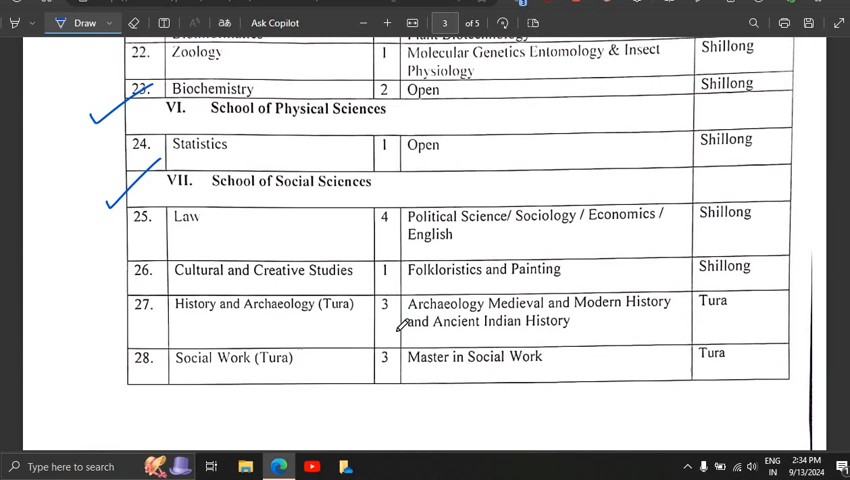 Draw
Ask Copilot
3 of 5
22. Zoology 1 Molecular Genetics Entomology & Insect Shillong
Physiology
23. Biochemistry 2 Open Shillong
VI. School of Physical Sciences
24. Statistics 1 Open Shillong
VII. School of Social Sciences
25. Law 4 Political Science/ Sociology / Economics / Shillong
English
26. Cultural and Creative Studies 1 Folkloristics and Painting Shillong
27. History and Archaeology (Tura) 3 Archaeology Medieval and Modern History Tura
and Ancient Indian History
28. Social Work (Tura) 3 Master in Social Work Tura
Type here to search
ENG
IN
2:34 PM
9/13/2024